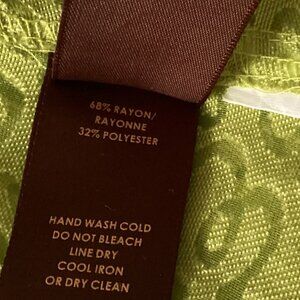 68% RAYON/
RAYONNE
32% POLYESTER
HAND WASH COLD
DO NOT BLEACH
LINE DRY
COOL IRON
OR DRY CLEAN